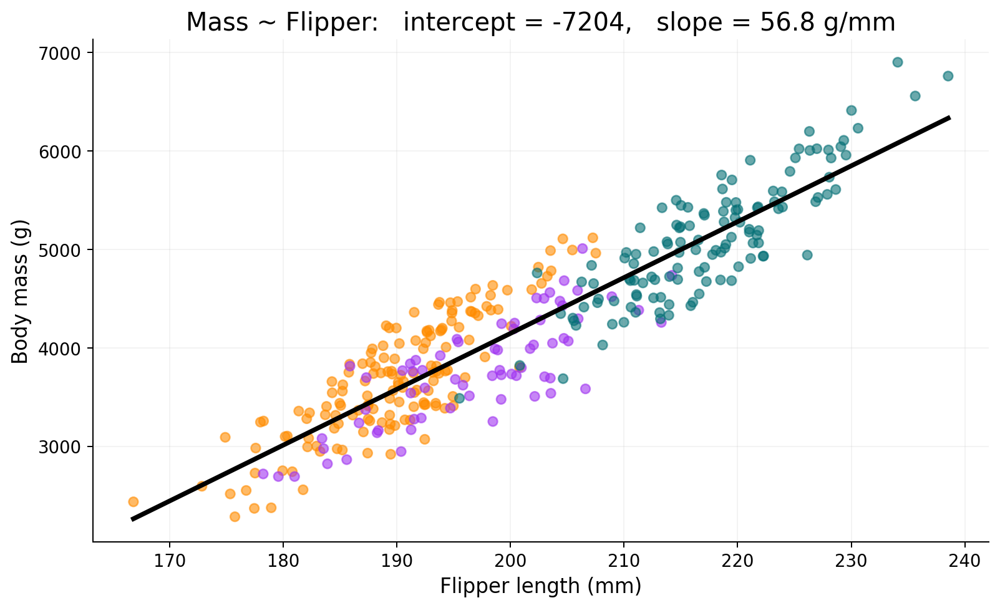 Mass ~ Flipper:   intercept = -7204,   slope = 56.8 g/mm
7000
6000
5000
4000
3000
Body mass (g)
170 180 190 200 210 220 230 240
Flipper length (mm)